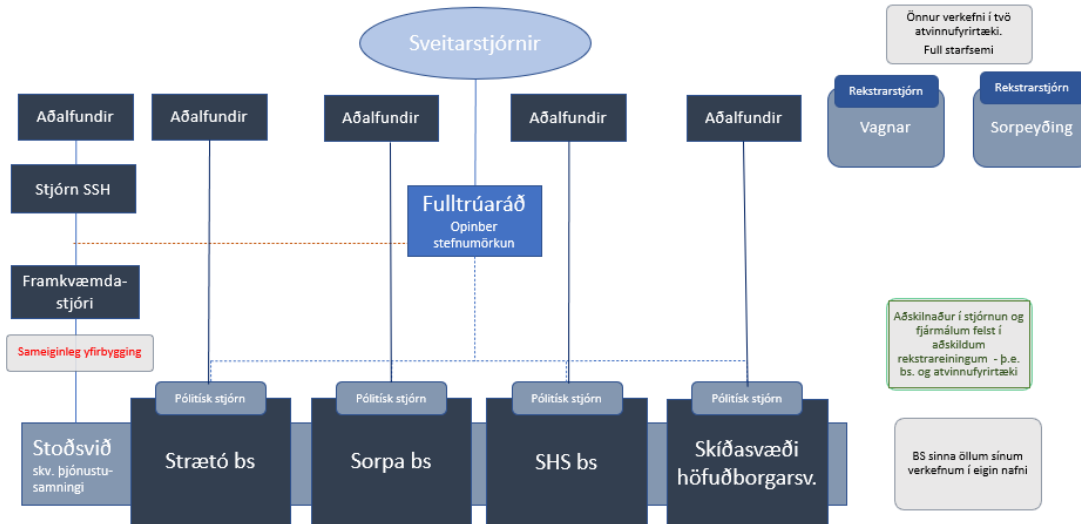 Sveitarstjórnir
Önnur verkefni í tvö
atvinnufyrirtæki.
Full starfsemi
Aðalfundir
Aðalfundir
Aðalfundir
Aðalfundir
Aðalfundir
Rekstrarstjórn
Vagnar
Rekstrarstjórn
Sorpeyðing
Stjórn SSH
Fulltrúaráð
Opinber
stefnumörkun
Framkvæmda-
stjóri
Sameiginleg yfirbygging
Aðskilnaður í stjórnun og
fjármálum felst í
aðskildum
rekstrareiningum - þ.e.
bs. og atvinnufyrirtæki
Pólitísk stjórn
Pólitísk stjórn
Pólitísk stjórn
Pólitísk stjórn
Stoðsvið
skv. þjónustu-
samningi
Strætó bs
Sorpa bs
SHS bs
Skíðasvæði
höfuðborgarsv.
BS sinna öllum sínum
verkefnum í eigin nafni